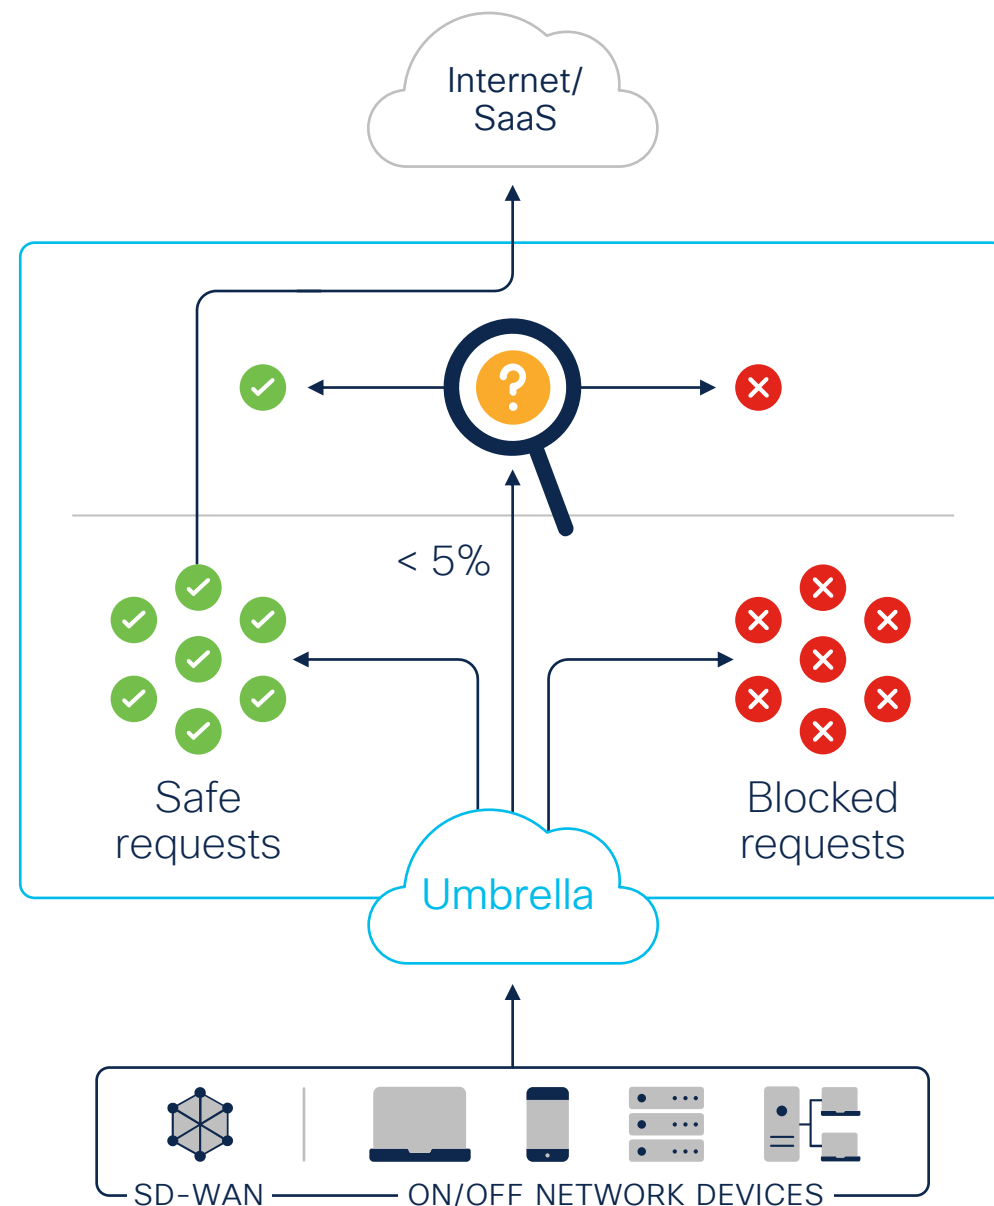 Internet/
SaaS
?
< 5%
Safe
requests
Blocked
requests
Umbrella
SD-WAN
ON/OFF NETWORK DEVICES